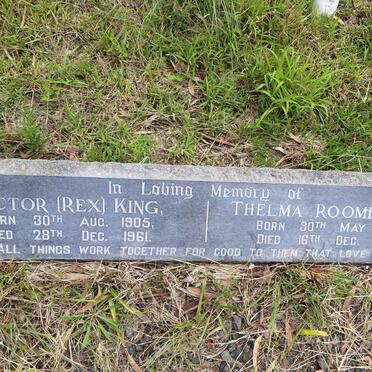 In Loving Memory of
CTOR (REX) KING,
RN 30TH AUG. 1905,
ED 28TH DEC. 1961.
THELMA ROOM
BORN 30TH MAY
DIED 16TH DEC.
ALL THINGS WORK TOGETHER FOR GOOD TO THEM THAT LOVE